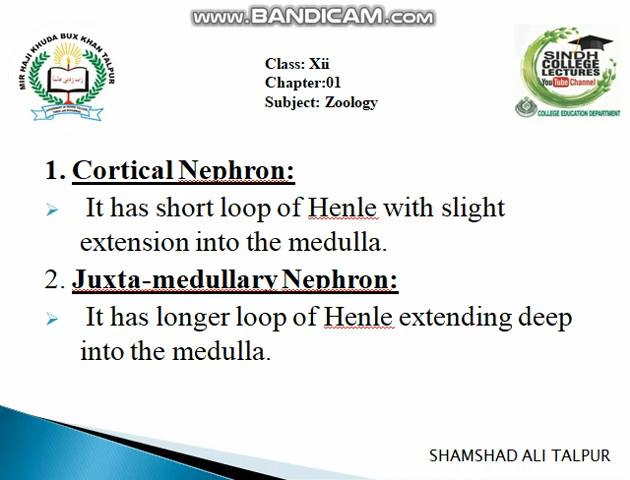 www.BANDICAM.com
MIR HAJI KHUDA BUX KHAN TALPUR
Class: Xii
Chapter:01
Subject: Zoology
SINDH
COLLEGE
LECTURES
YouTube Channel
COLLEGE EDUCATION DEPARTMENT
1. Cortical Nephron:
➢ It has short loop of Henle with slight
extension into the medulla.
2. Juxta-medullary Nephron:
➢ It has longer loop of Henle extending deep
into the medulla.
SHAMSHAD ALI TALPUR